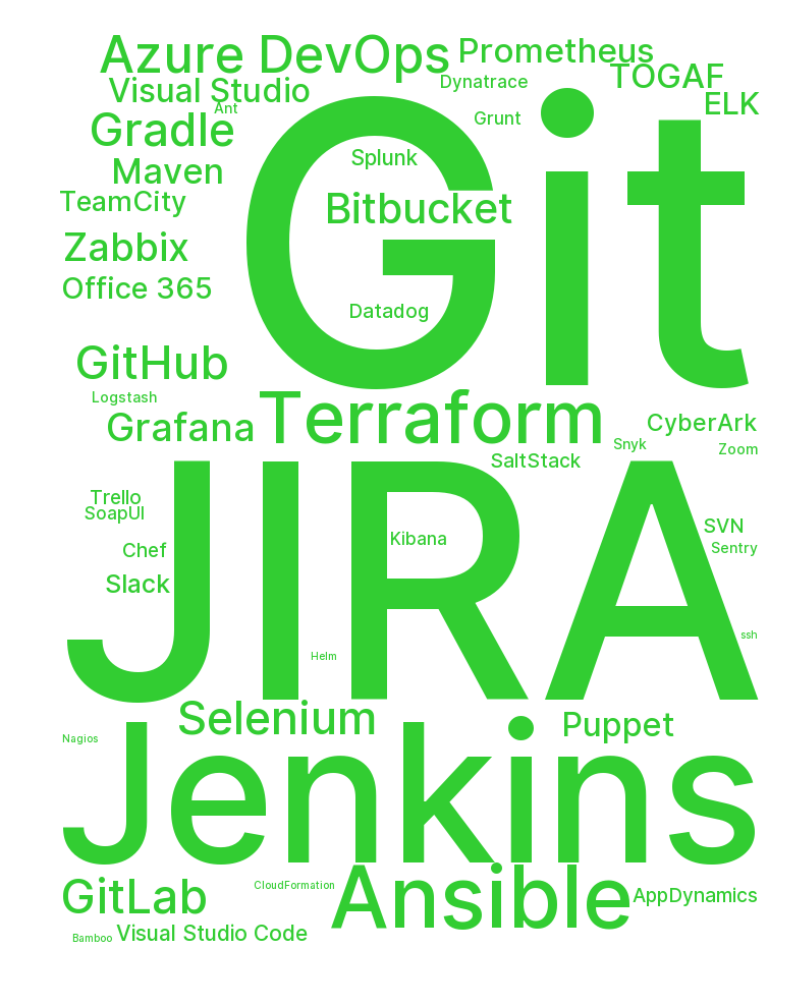 Azure DevOps
Prometheus
TOGAF
Visual Studio
Dynatrace
ELK
Ant
Grunt
Gradle
Git
Splunk
Maven
TeamCity
Bitbucket
Zabbix
Office 365
Datadog
GitHub
Logstash
Grafana
Terraform
CyberArk
Snyk
Zoom
SaltStack
JIRA
Trello
SoapUI
SVN
Kibana
Sentry
Chef
Slack
ssh
Helm
Selenium
Puppet
Nagios
Jenkins
GitLab
CloudFormation
Ansible
AppDynamics
Bamboo
Visual Studio Code